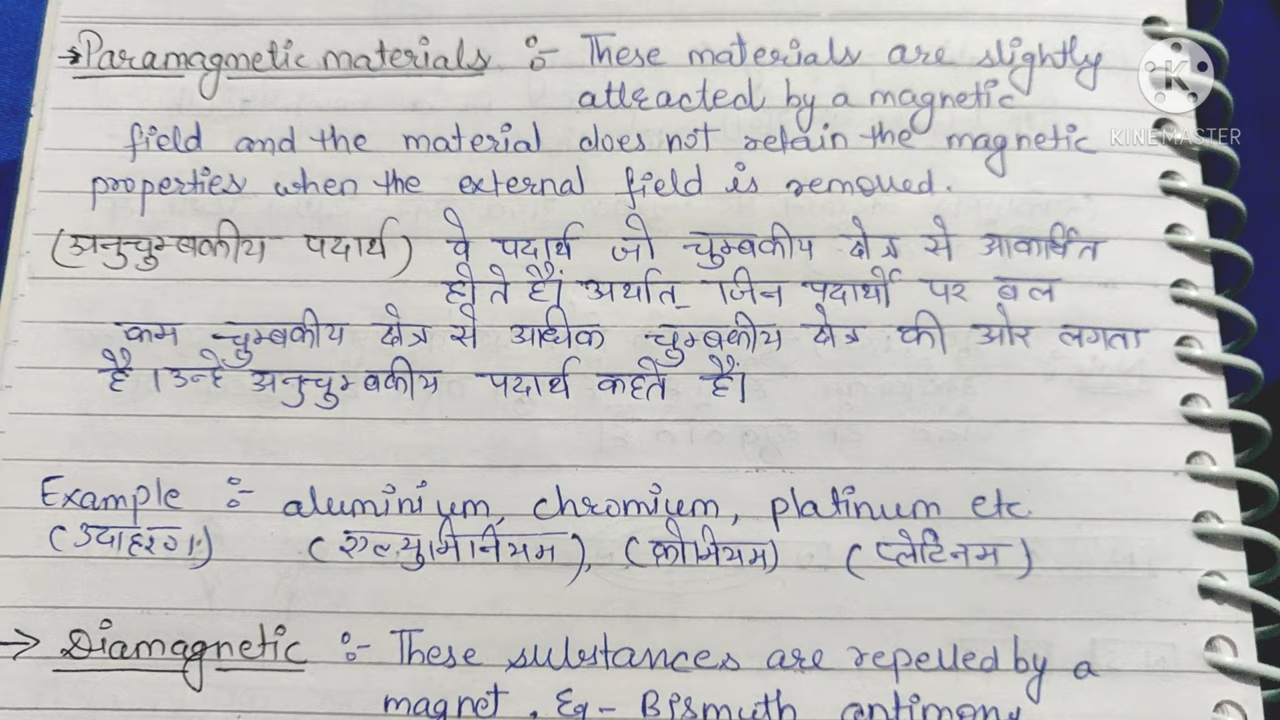 → Paramagnetic materials :- These materials are slightly
attracted by a magnetic
field and the material does not retain the magnetic
properties when the external field is removed.
(अनुचुम्बकीय पदार्थ) वे पदार्थ जो चुम्बकीय क्षेत्र से आकर्षित
होते हैं। अर्थात् जिन पदार्थों पर बल
कम चुम्बकीय क्षेत्र से अधिक चुम्बकीय क्षेत्र की ओर लगता
है। उन्हे अनुचुम्बकीय पदार्थ कहते हैं।
Example :- aluminium, chromium, platinum etc.
(उदाहरण:) (एल्युमिनियम), (क्रोमियम) (प्लेटिनम)
→ Diamagnetic :- These substances are repelled by a
magnet. Eg - Bismuth antimony
K
KINEMASTER